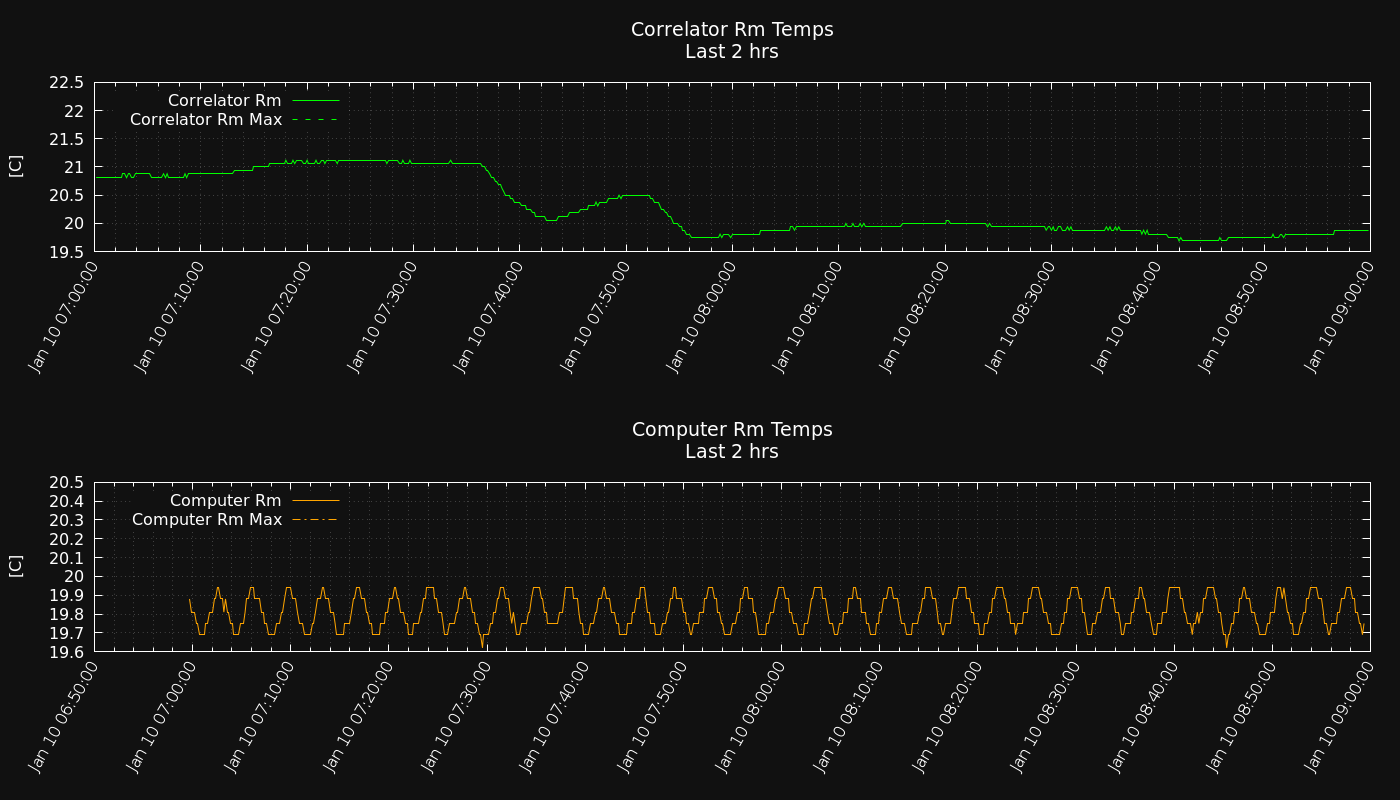 Correlator Rm Temps
Last 2 hrs
22.5
22
21.5
21
20.5
20
19.5
[C]
Correlator Rm
Correlator Rm Max
Jan 10 07:00:00
Jan 10 07:10:00
Jan 10 07:20:00
Jan 10 07:30:00
Jan 10 07:40:00
Jan 10 07:50:00
Jan 10 08:00:00
Jan 10 08:10:00
Jan 10 08:20:00
Jan 10 08:30:00
Jan 10 08:40:00
Jan 10 08:50:00
Jan 10 09:00:00
Computer Rm Temps
Last 2 hrs
20.5
20.4
20.3
20.2
20.1
20
19.9
19.8
19.7
19.6
[C]
Computer Rm
Computer Rm Max
Jan 10 06:50:00
Jan 10 07:00:00
Jan 10 07:10:00
Jan 10 07:20:00
Jan 10 07:30:00
Jan 10 07:40:00
Jan 10 07:50:00
Jan 10 08:00:00
Jan 10 08:10:00
Jan 10 08:20:00
Jan 10 08:30:00
Jan 10 08:40:00
Jan 10 08:50:00
Jan 10 09:00:00